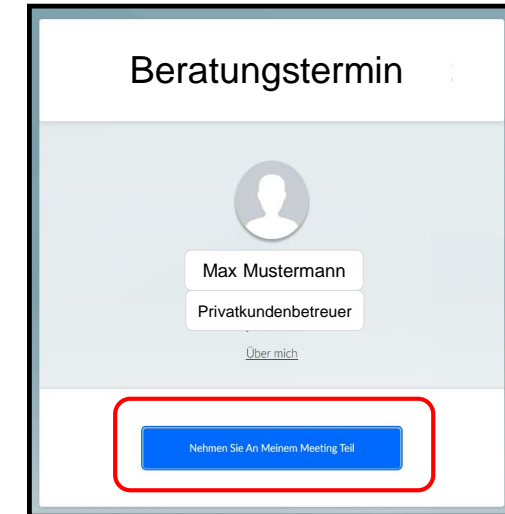 Beratungstermin
Max Mustermann
Privatkundenbetreuer
Über mich
Nehmen Sie An Meinem Meeting Teil